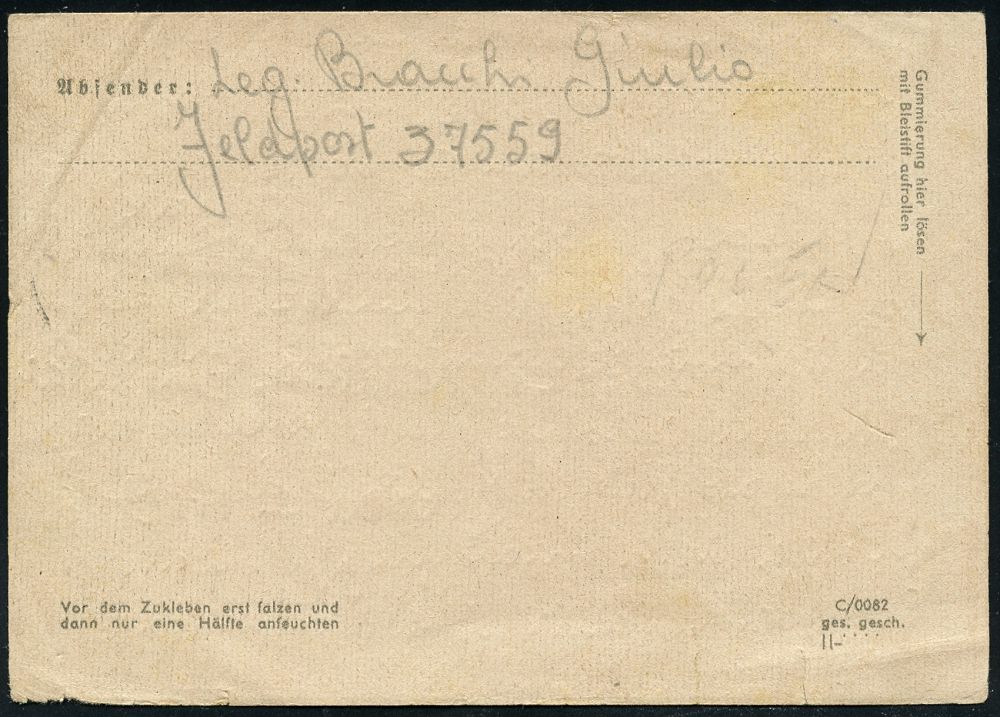 Absender: Leg. Bracchi Giulio
Feldpost 37559
Gummierung hier lösen
mit Bleistift aufrollen
Vor dem Zukleben erst falzen und
dann nur eine Hälfte anfeuchten
C/0082
ges. gesch.